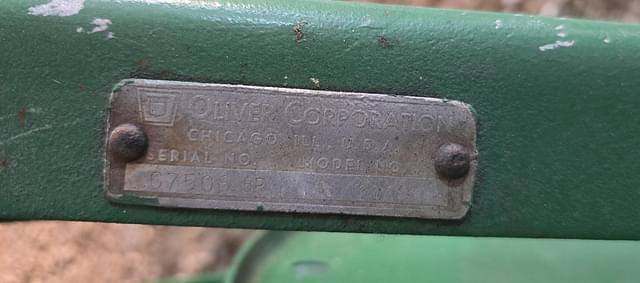 OLIVER CORPORATION
CHICAGO ILL. U.S.A.
SERIAL NO. MODEL NO.